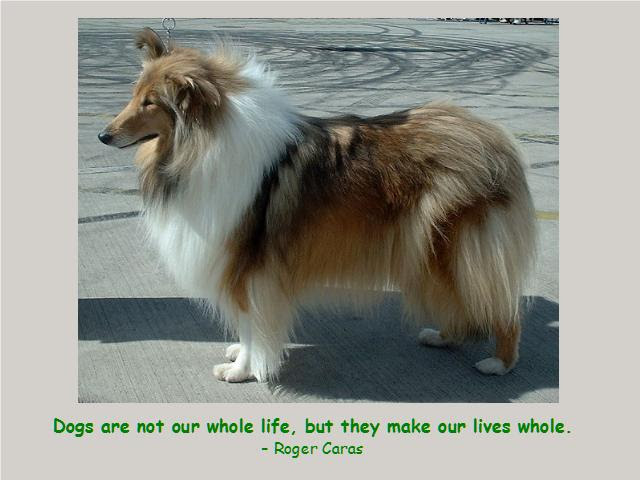 Dogs are not our whole life, but they make our lives whole.
– Roger Caras